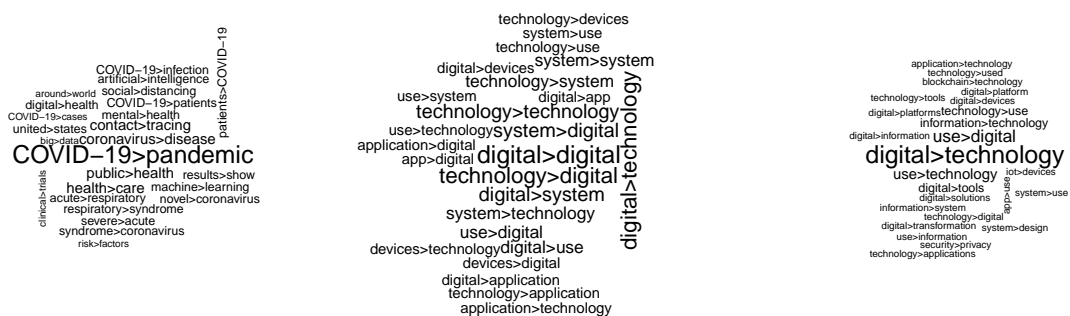 patients>COVID−19
COVID−19>infection
artificial>intelligence
around>world social>distancing
digital>health COVID−19>patients
COVID−19>cases mental>health
united>states contact>tracing
big>data coronavirus>disease
COVID−19>pandemic
public>health results>show
clinical>trials
health>care machine>learning
acute>respiratory novel>coronavirus
respiratory>syndrome
severe>acute
syndrome>coronavirus
risk>factors
technology>devices
system>use
technology>use
digital>devices system>system
technology>system
use>system digital>app
technology>technology
digital>technology
use>technology system>digital
application>digital
app>digital digital>digital
technology>digital
digital>system
system>technology
use>digital
devices>technology digital>use
devices>digital
digital>application
technology>application
application>technology
application>technology
technology>used
blockchain>technology
digital>platform
technology>tools digital>devices
digital>platforms technology>use
information>technology
digital>information use>digital
digital>technology
use>technology iot>devices
digital>tools app>use system>use
digital>solutions
information>system
technology>digital
digital>transformation system>design
use>information
security>privacy
technology>applications